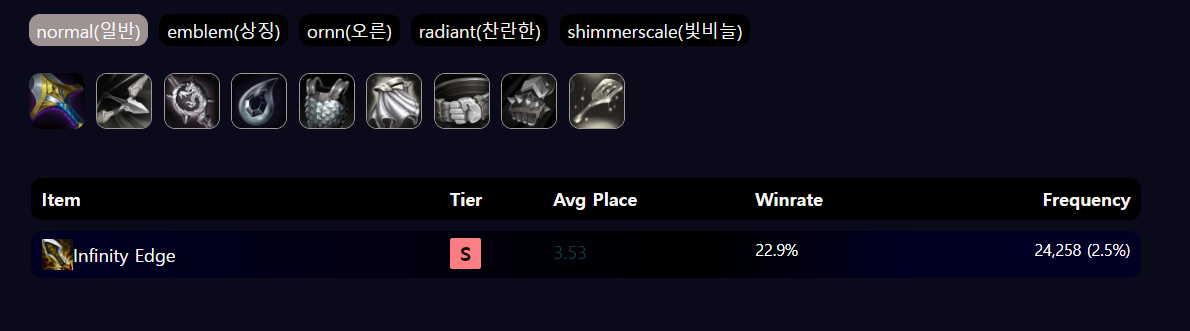 normal(일반) emblem(상징) ornn(오른) radiant(찬란한) shimmerscale(빛비늘)
Item Tier Avg Place Winrate Frequency
Infinity Edge S 3.53 22.9% 24,258 (2.5%)